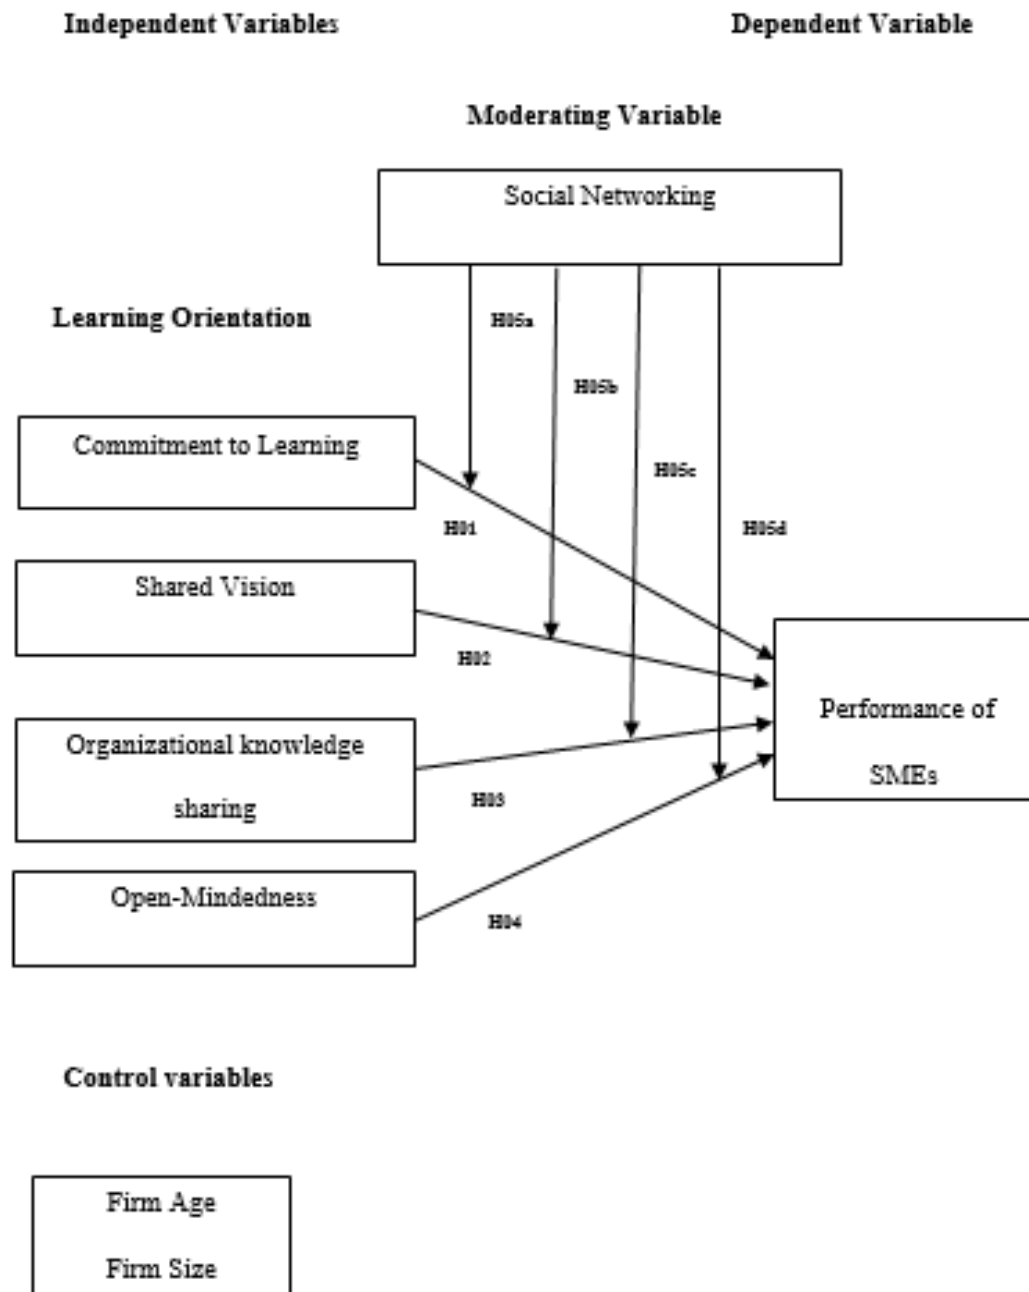 Independent Variables
Dependent Variable
Moderating Variable
Social Networking
Learning Orientation
H05a
H05b
Commitment to Learning
H05c
H01
H05d
Shared Vision
H02
Performance of
SMEs
Organizational knowledge
sharing
H03
Open-Mindedness
H04
Control variables
Firm Age
Firm Size